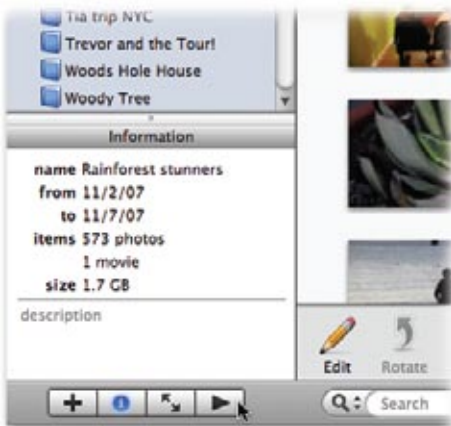 Tia trip NYC
Trevor and the Tour!
Woods Hole House
Woody Tree
Information
name Rainforest stunners
from 11/2/07
to 11/7/07
items 573 photos
1 movie
size 1.7 GB
description
Edit
Rotate
Search